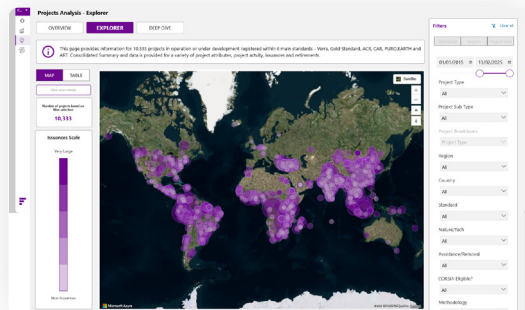 Projects Analysis - Explorer
OVERVIEW
EXPLORER
DEEP DIVE
This page provides information for 10,333 projects in operation or under development registered within 6 main standards - Verra, Gold Standard, ACR, CAR, PURO.EARTH and
ART. Consolidated Summary and data is provided for a variety of project attributes, project activity, issuances and retirements.
MAP
TABLE
Number of projects based on
filter selection
10,333
Issuances Scale
Very Large
Satellite
Microsoft Azure
Filters
Clear all
01/01/2015
13/02/2025
Project Type
All
Project Sub Type
All
Project Breakdown
Project Type
Region
All
Country
All
Standard
All
Nature/Tech
All
Avoidance/Removal
All
CORSIA Eligible?
All
Methodology